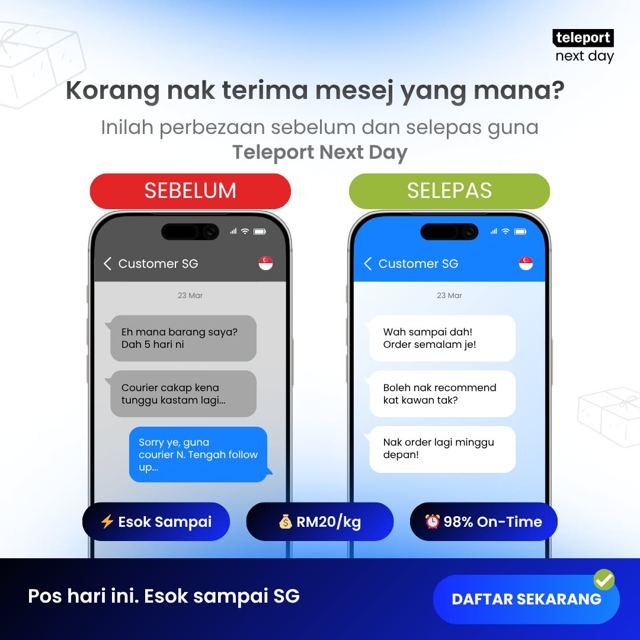 teleport
next day
Korang nak terima mesej yang mana?
Inilah perbezaan sebelum dan selepas guna
Teleport Next Day
SEBELUM
Customer SG
23 Mar
Eh mana barang saya?
Dah 5 hari ni
Courier cakap kena
tunggu kastam lagi...
Sorry ye, guna
courier N. Tengah follow
up...
SELEPAS
Customer SG
23 Mar
Wah sampai dah!
Order semalam je!
Boleh nak recommend
kat kawan tak?
Nak order lagi minggu
depan!
⚡ Esok Sampai
💰 RM20/kg
⏰ 98% On-Time
Pos hari ini. Esok sampai SG
DAFTAR SEKARANG